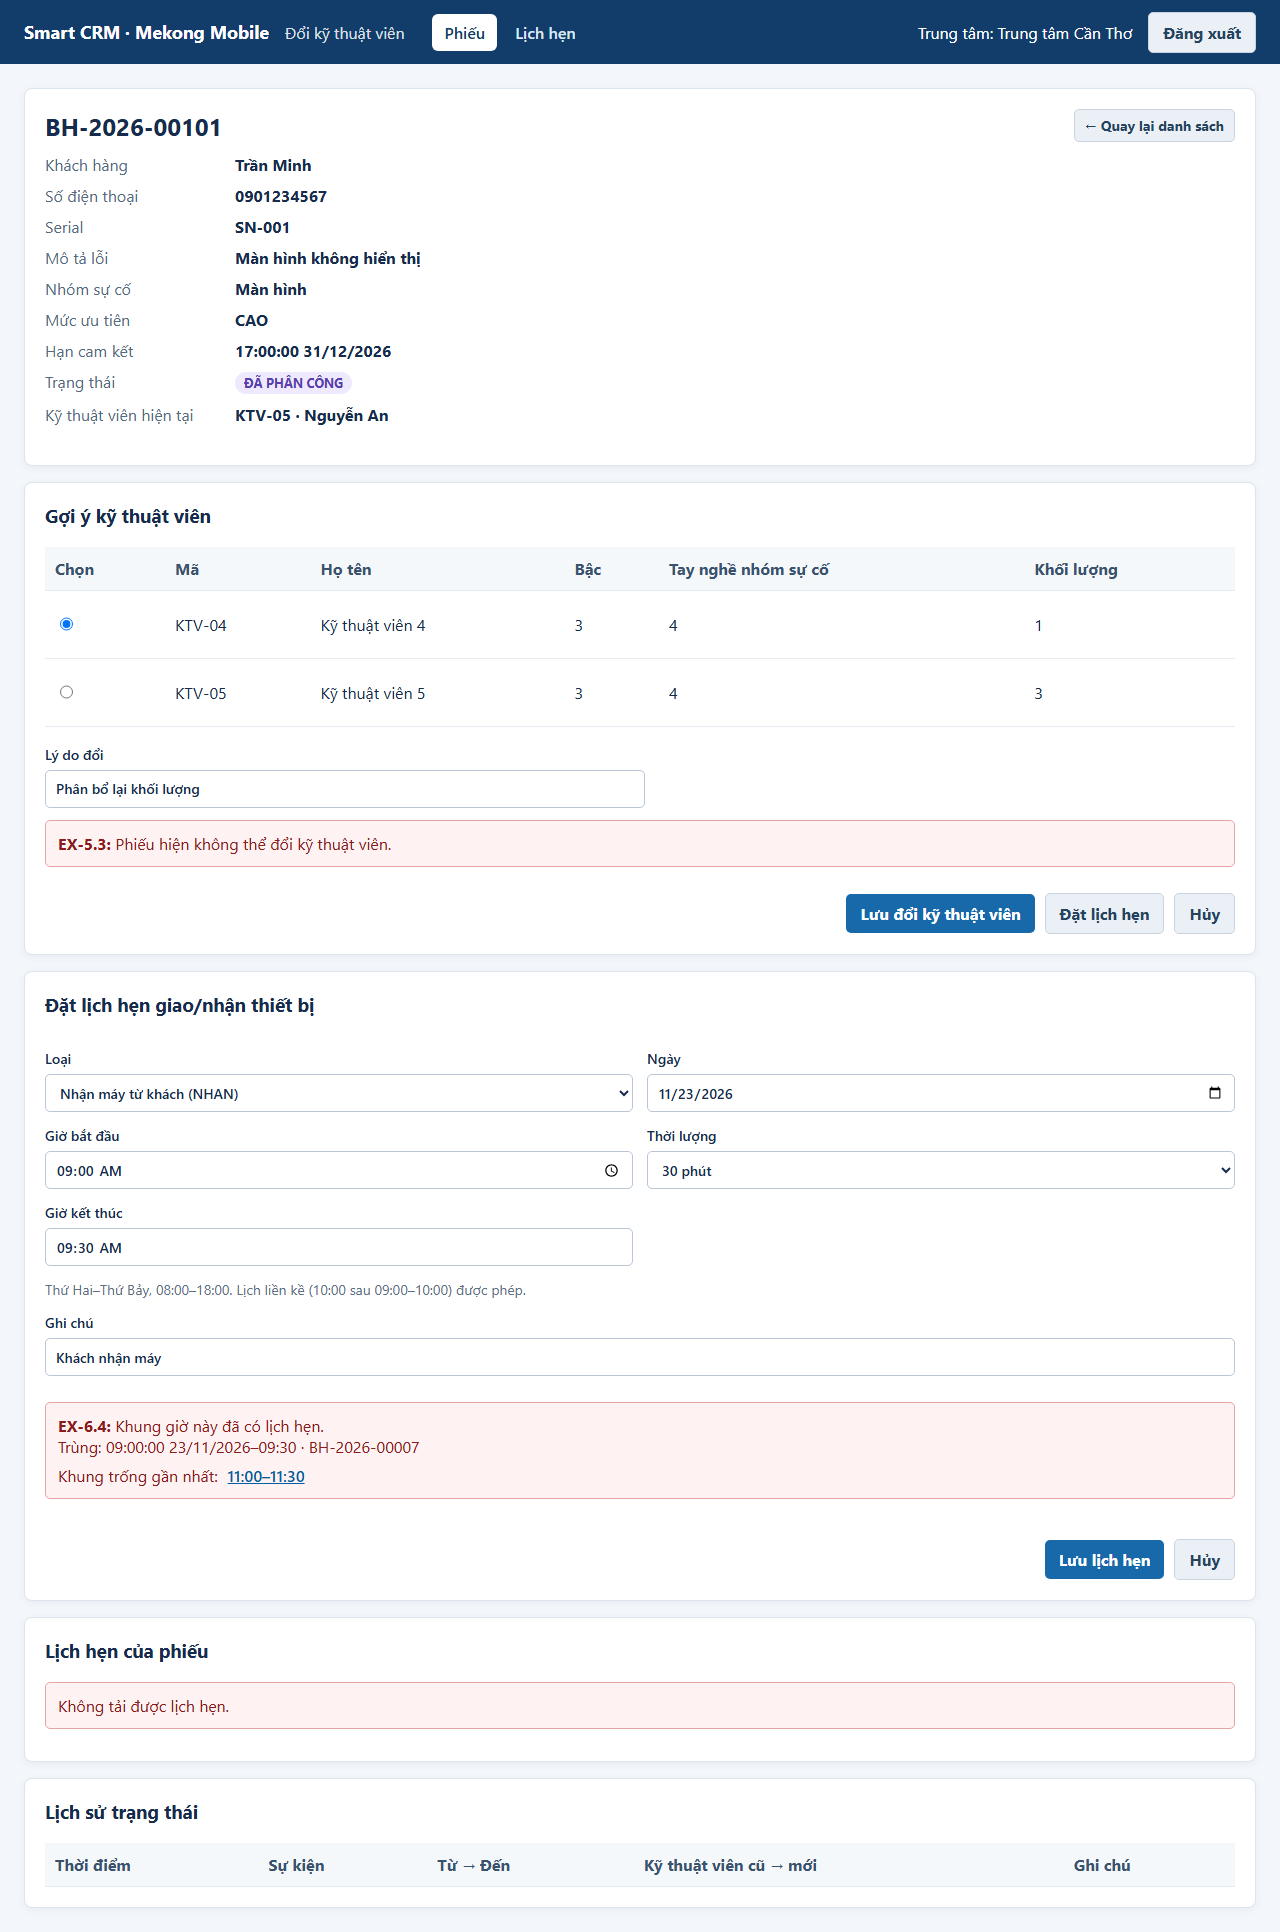 Smart CRM · Mekong Mobile Đổi kỹ thuật viên Phiếu Lịch hẹn Trung tâm: Trung tâm Cần Thơ Đăng xuất
BH-2026-00101 ← Quay lại danh sách
Khách hàng Trần Minh
Số điện thoại 0901234567
Serial SN-001
Mô tả lỗi Màn hình không hiển thị
Nhóm sự cố Màn hình
Mức ưu tiên CAO
Hạn cam kết 17:00:00 31/12/2026
Trạng thái ĐÃ PHÂN CÔNG
Kỹ thuật viên hiện tại KTV-05 · Nguyễn An
Gợi ý kỹ thuật viên
Chọn Mã Họ tên Bậc Tay nghề nhóm sự cố Khối lượng
KTV-04 Kỹ thuật viên 4 3 4 1
KTV-05 Kỹ thuật viên 5 3 4 3
Lý do đổi
Phân bổ lại khối lượng
EX-5.3: Phiếu hiện không thể đổi kỹ thuật viên.
Lưu đổi kỹ thuật viên Đặt lịch hẹn Hủy
Đặt lịch hẹn giao/nhận thiết bị
Loại Ngày
Nhận máy từ khách (NHAN) 11/23/2026
Giờ bắt đầu Thời lượng
09:00 AM 30 phút
Giờ kết thúc
09:30 AM
Thứ Hai–Thứ Bảy, 08:00–18:00. Lịch liền kề (10:00 sau 09:00–10:00) được phép.
Ghi chú
Khách nhận máy
EX-6.4: Khung giờ này đã có lịch hẹn.
Trùng: 09:00:00 23/11/2026–09:30 · BH-2026-00007
Khung trống gần nhất: 11:00–11:30
Lưu lịch hẹn Hủy
Lịch hẹn của phiếu
Không tải được lịch hẹn.
Lịch sử trạng thái
Thời điểm Sự kiện Từ → Đến Kỹ thuật viên cũ → mới Ghi chú